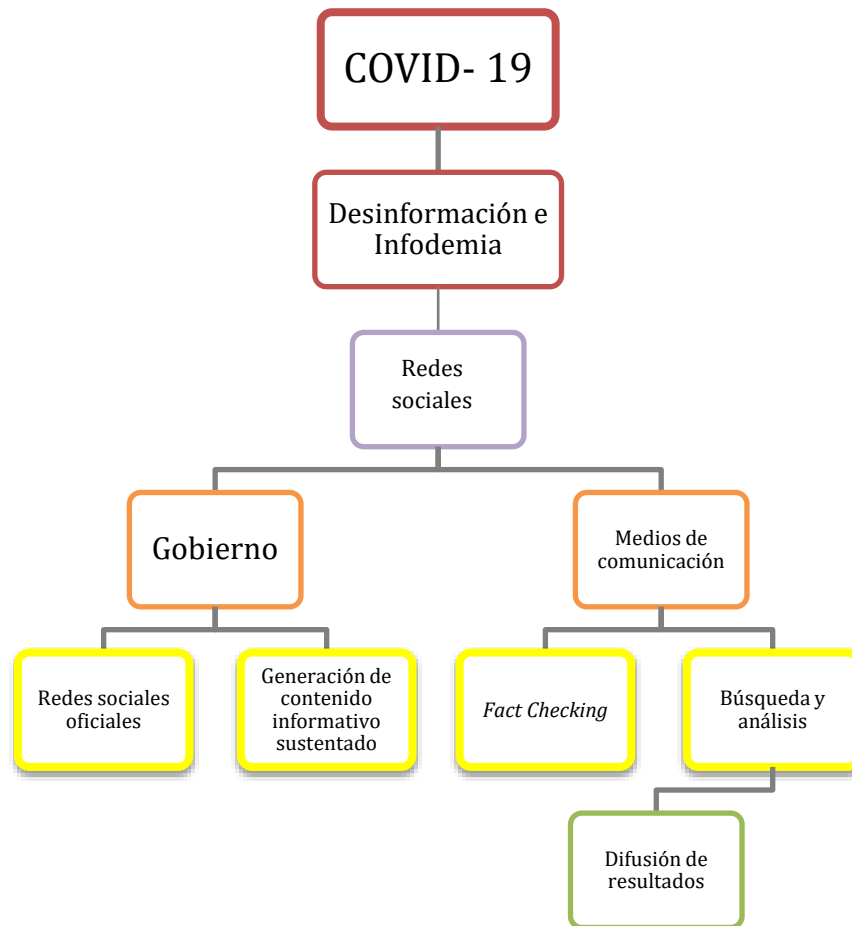 COVID- 19
Desinformación e
Infodemia
Redes
sociales
Gobierno
Medios de
comunicación
Redes sociales
oficiales
Generación de
contenido
informativo
sustentado
Fact Checking
Búsqueda y
análisis
Difusión de
resultados